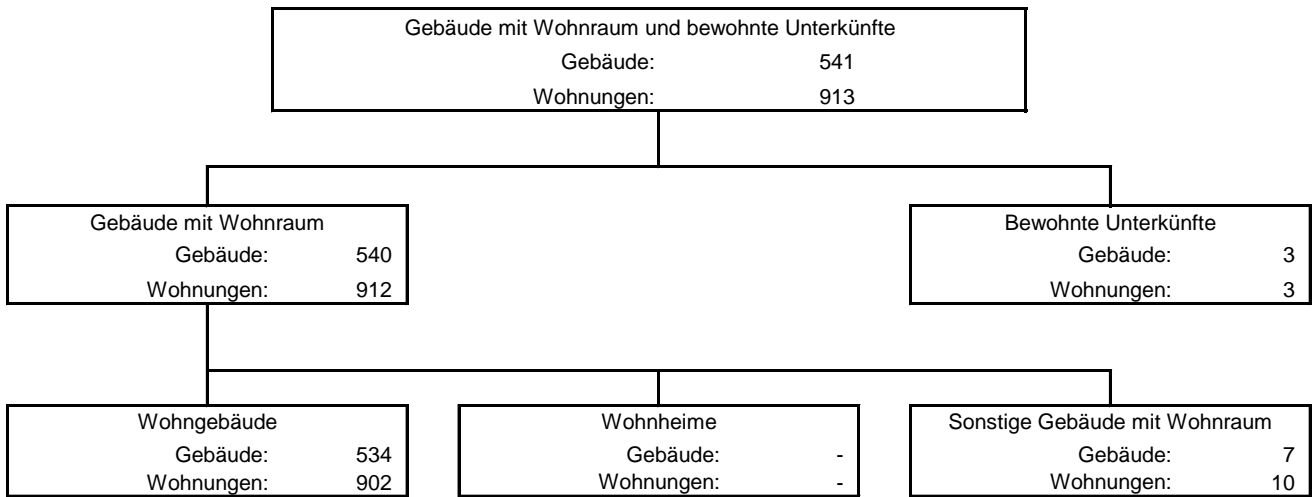 Gebäude mit Wohnraum und bewohnte Unterkünfte
Gebäude: 541
Wohnungen: 913
Gebäude mit Wohnraum
Gebäude: 540
Wohnungen: 912
Bewohnte Unterkünfte
Gebäude: 3
Wohnungen: 3
Wohngebäude
Gebäude: 534
Wohnungen: 902
Wohnheime
Gebäude: -
Wohnungen: -
Sonstige Gebäude mit Wohnraum
Gebäude: 7
Wohnungen: 10